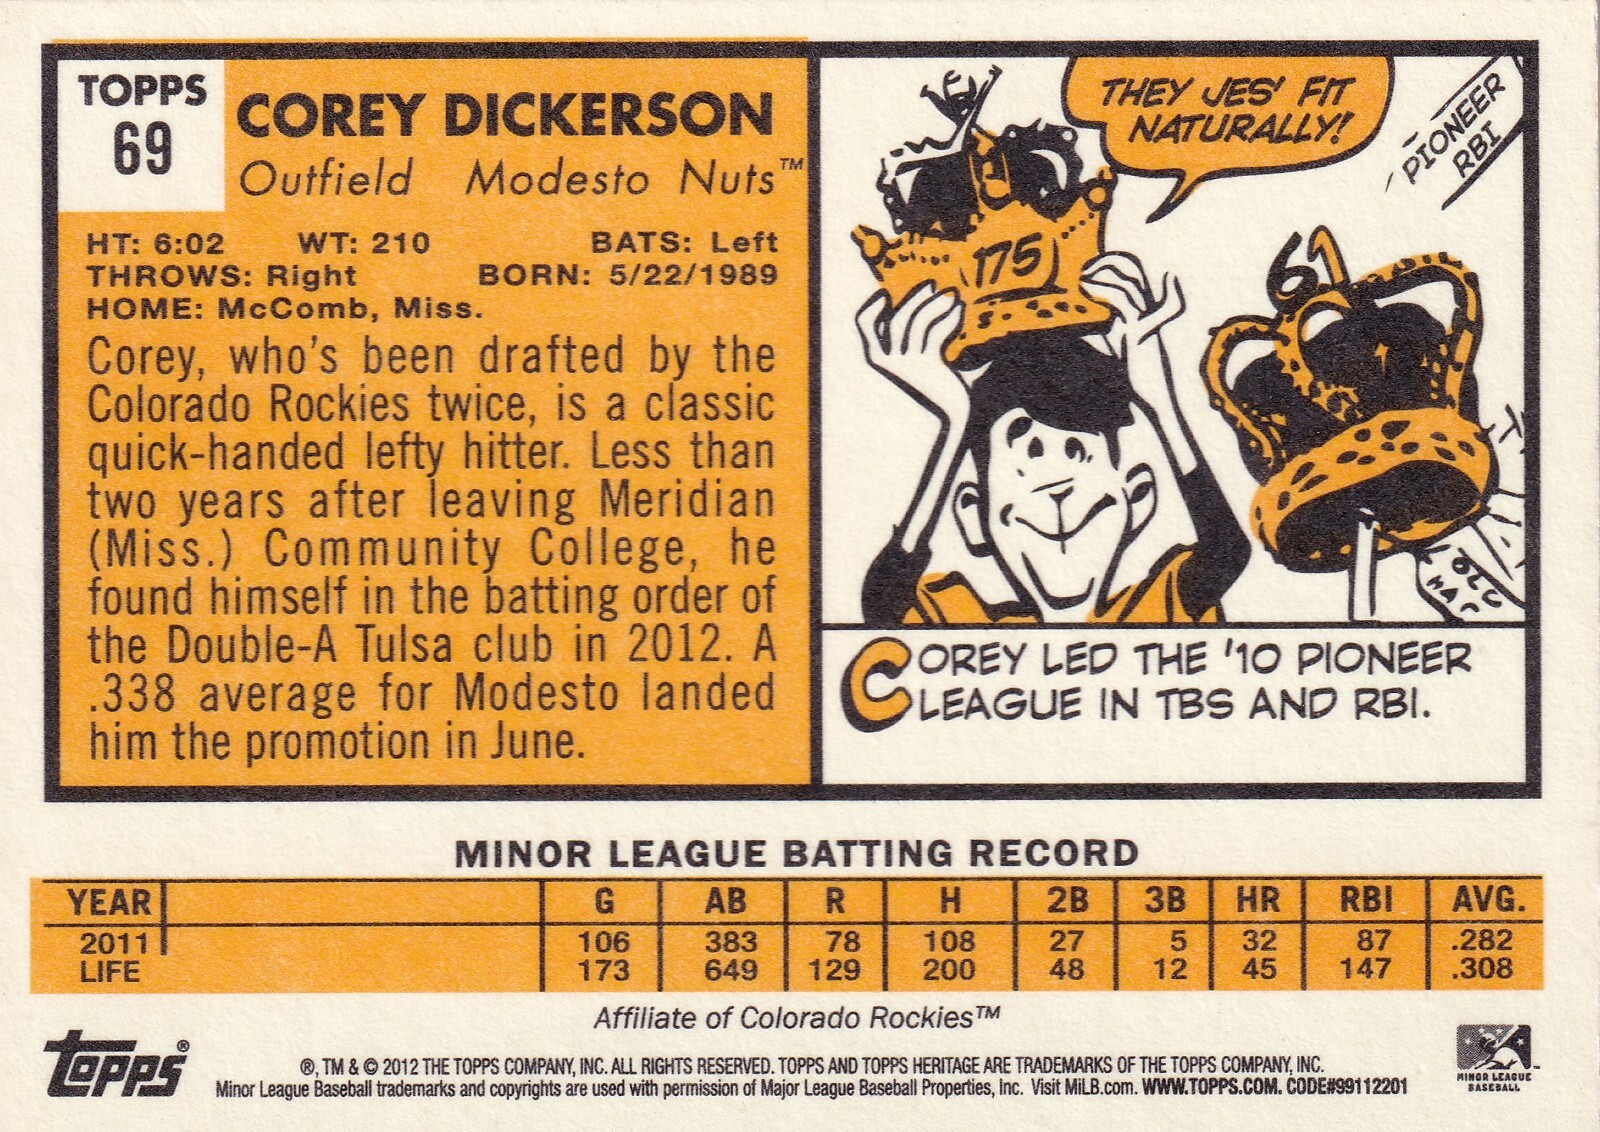 TOPPS
69
COREY DICKERSON
Outfield Modesto Nuts™
HT: 6:02 WT: 210 BATS: Left
THROWS: Right BORN: 5/22/1989
HOME: McComb, Miss.
Corey, who's been drafted by the
Colorado Rockies twice, is a classic
quick-handed lefty hitter. Less than
two years after leaving Meridian
(Miss.) Community College, he
found himself in the batting order of
the Double-A Tulsa club in 2012. A
.338 average for Modesto landed
him the promotion in June.
THEY JES' FIT
NATURALLY!
PIONEER
RBI
175
61
COREY LED THE '10 PIONEER
LEAGUE IN TBS AND RBI.
MINOR LEAGUE BATTING RECORD
YEAR G AB R H 2B 3B HR RBI AVG.
2011 106 383 78 108 27 5 32 87 .282
LIFE 173 649 129 200 48 12 45 147 .308
Affiliate of Colorado Rockies™
topps®
®, TM & © 2012 THE TOPPS COMPANY, INC. ALL RIGHTS RESERVED. TOPPS AND TOPPS HERITAGE ARE TRADEMARKS OF THE TOPPS COMPANY, INC.
Minor League Baseball trademarks and copyrights are used with permission of Major League Baseball Properties, Inc. Visit MiLB.com. WWW.TOPPS.COM. CODE#99112201
MINOR LEAGUE
BASEBALL™